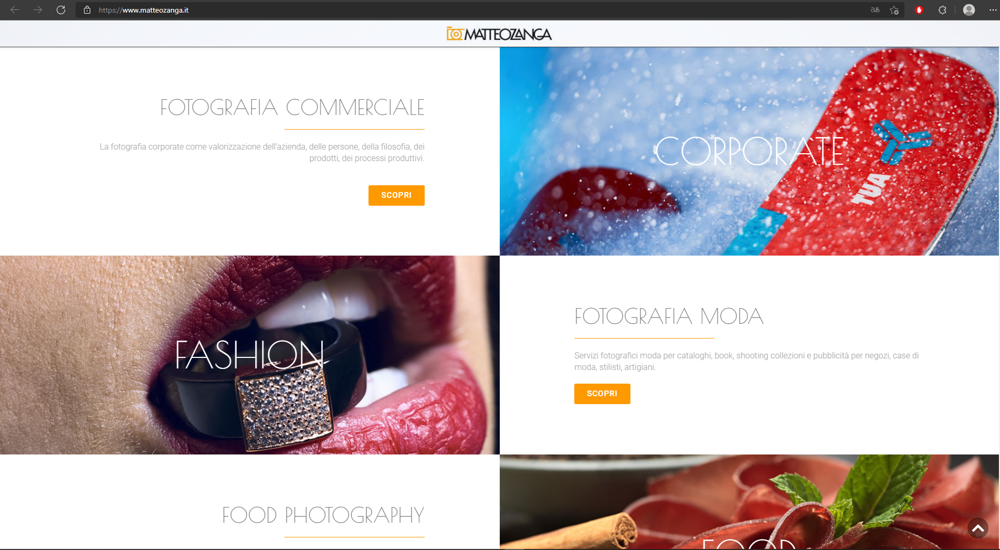 https://www.matteozanga.it
MATTEOZANGA
FOTOGRAFIA COMMERCIALE
La fotografia corporate come valorizzazione dell'azienda, delle persone, della filosofia, dei
prodotti, dei processi produttivi.
SCOPRI
CORPORATE
TUA
FASHION
FOTOGRAFIA MODA
Servizi fotografici moda per cataloghi, book, shooting collezioni e pubblicità per negozi, case di
moda, stilisti, artigiani.
SCOPRI
FOOD PHOTOGRAPHY
FOOD